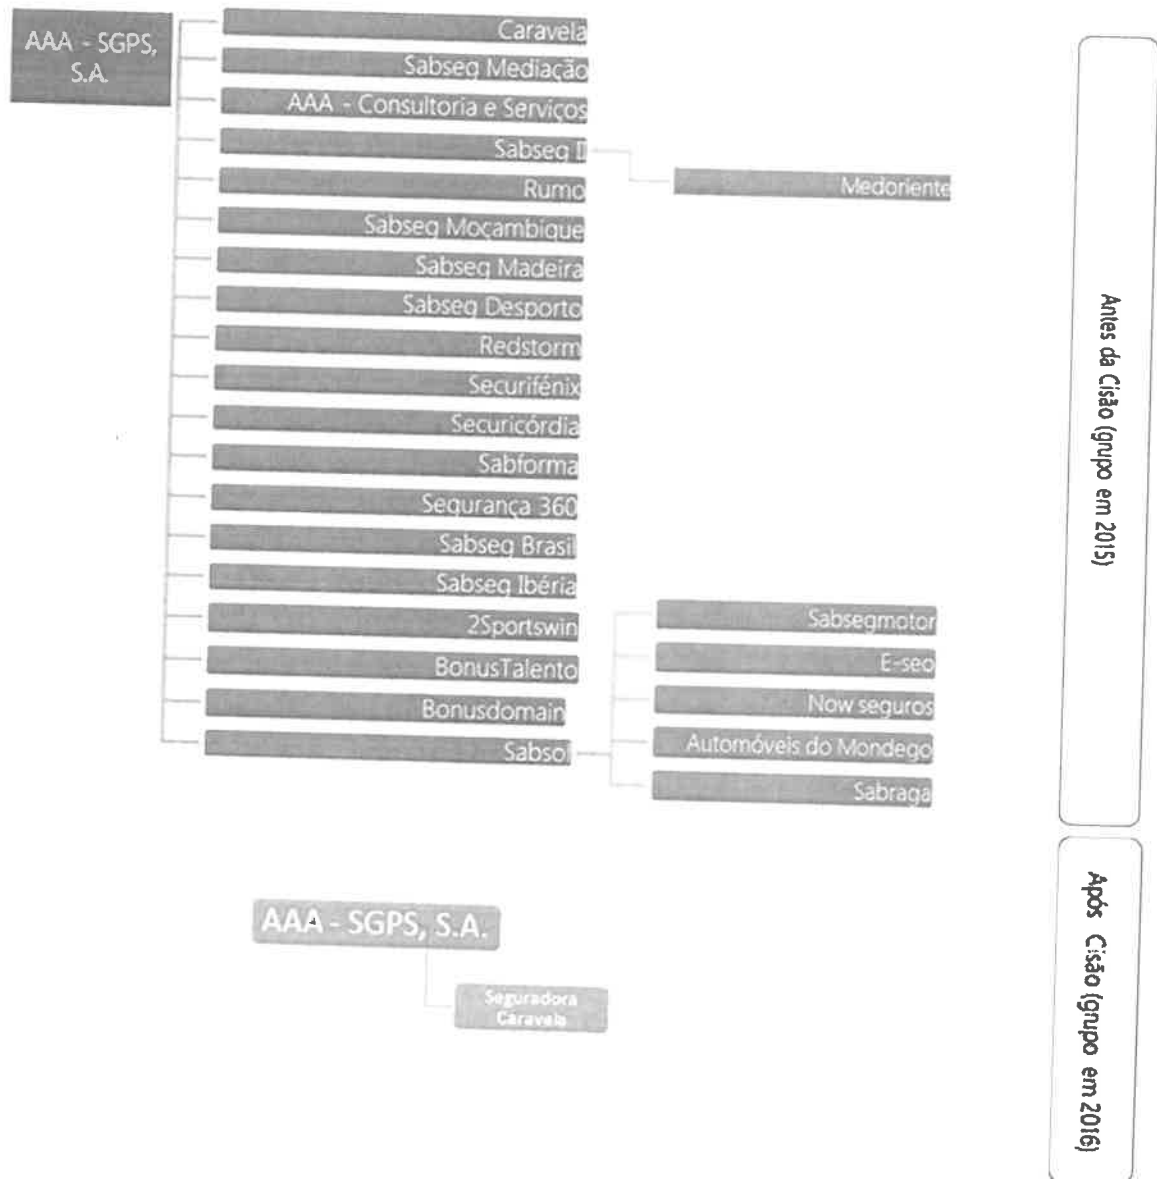 AAA - SGPS,
S.A.
Caravela
Sabseg Mediação
AAA - Consultoria e Serviços
Sabseg II
Medoriente
Rumo
Sabseg Moçambique
Sabseg Madeira
Sabseg Desporto
Redstorm
Securifénix
Securicórdia
Sabforma
Segurança 360
Sabseg Brasil
Sabseg Ibéria
2Sportswin
BonusTalento
Bonusdomain
Sabsol
Sabsegmotor
E-seo
Now seguros
Automóveis do Mondego
Sabraga
Antes da Cisão (grupo em 2015)
AAA - SGPS, S.A.
Seguradora
Caravela
Após Cisão (grupo em 2016)